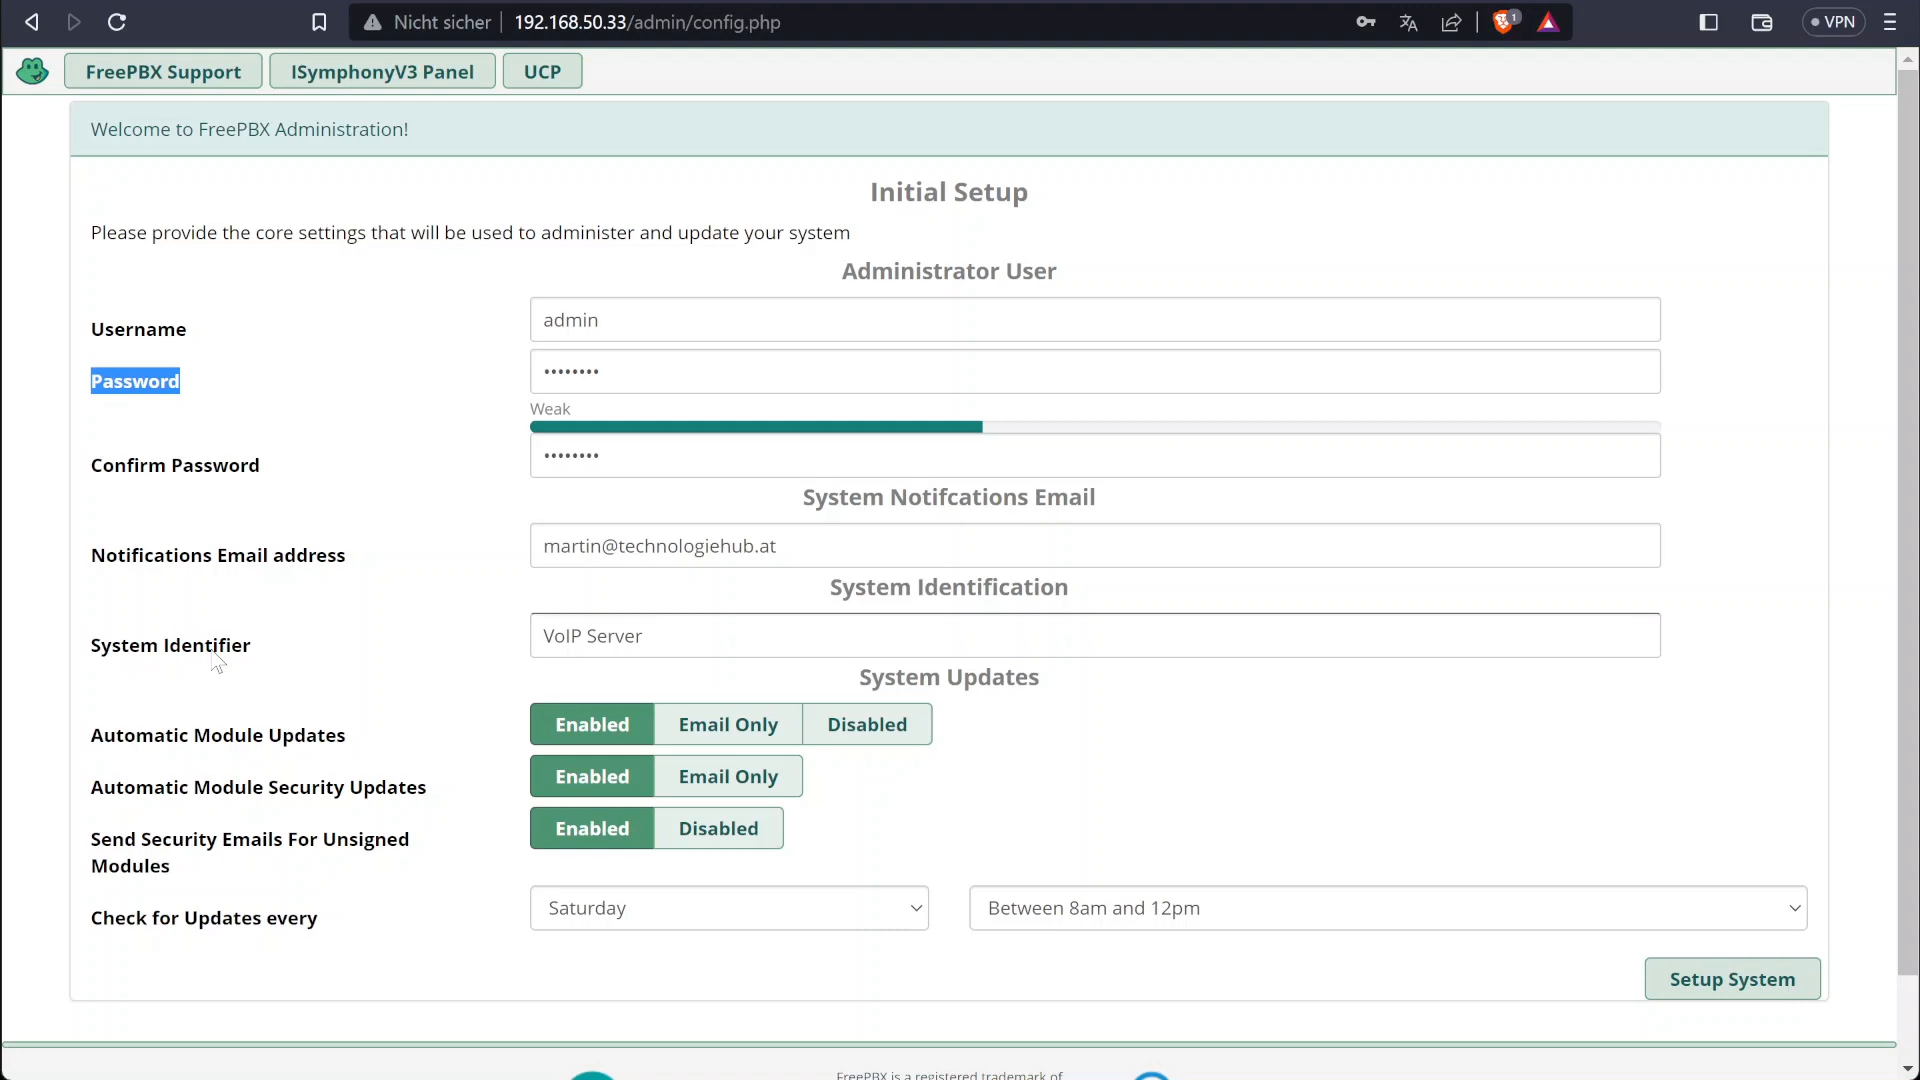 Nicht sicher 192.168.50.33/admin/config.php 1 VPN
FreePBX Support ISymphonyV3 Panel UCP
Welcome to FreePBX Administration!
Initial Setup
Please provide the core settings that will be used to administer and update your system
Administrator User
Username admin
Password ••••••••
Weak
Confirm Password ••••••••
System Notifcations Email
Notifications Email address martin@technologiehub.at
System Identification
System Identifier VoIP Server
System Updates
Automatic Module Updates Enabled Email Only Disabled
Automatic Module Security Updates Enabled Email Only
Send Security Emails For Unsigned Modules Enabled Disabled
Check for Updates every Saturday Between 8am and 12pm
Setup System
FreePBX is a registered trademark of